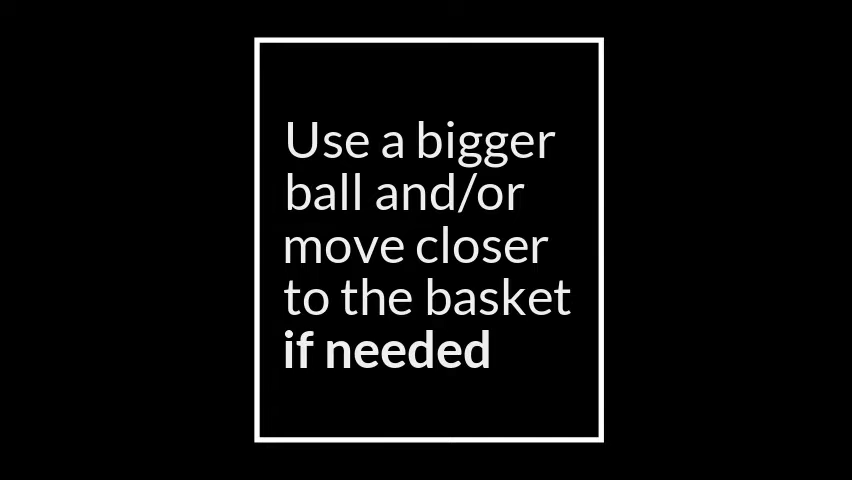 Use a bigger
ball and/or
move closer
to the basket
if needed